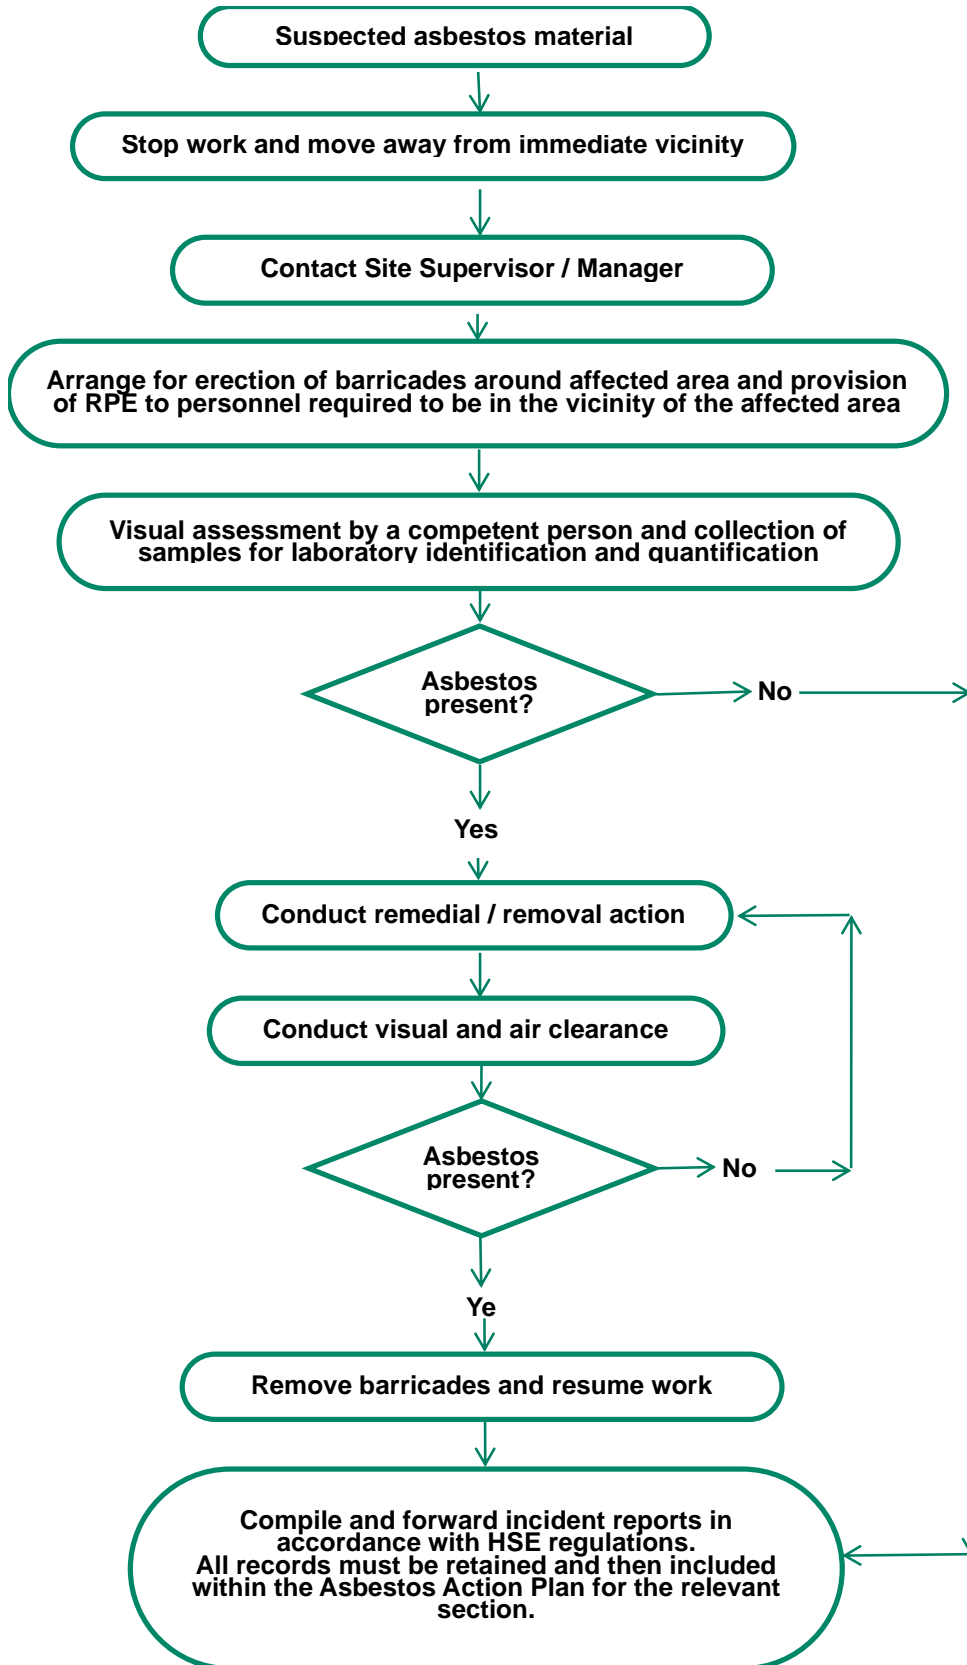 Suspected asbestos material
Stop work and move away from immediate vicinity
Contact Site Supervisor / Manager
Arrange for erection of barricades around affected area and provision
of RPE to personnel required to be in the vicinity of the affected area
Visual assessment by a competent person and collection of
samples for laboratory identification and quantification
Asbestos
present?
No
Yes
Conduct remedial / removal action
Conduct visual and air clearance
Asbestos
present?
No
Ye
Remove barricades and resume work
Compile and forward incident reports in
accordance with HSE regulations.
All records must be retained and then included
within the Asbestos Action Plan for the relevant
section.